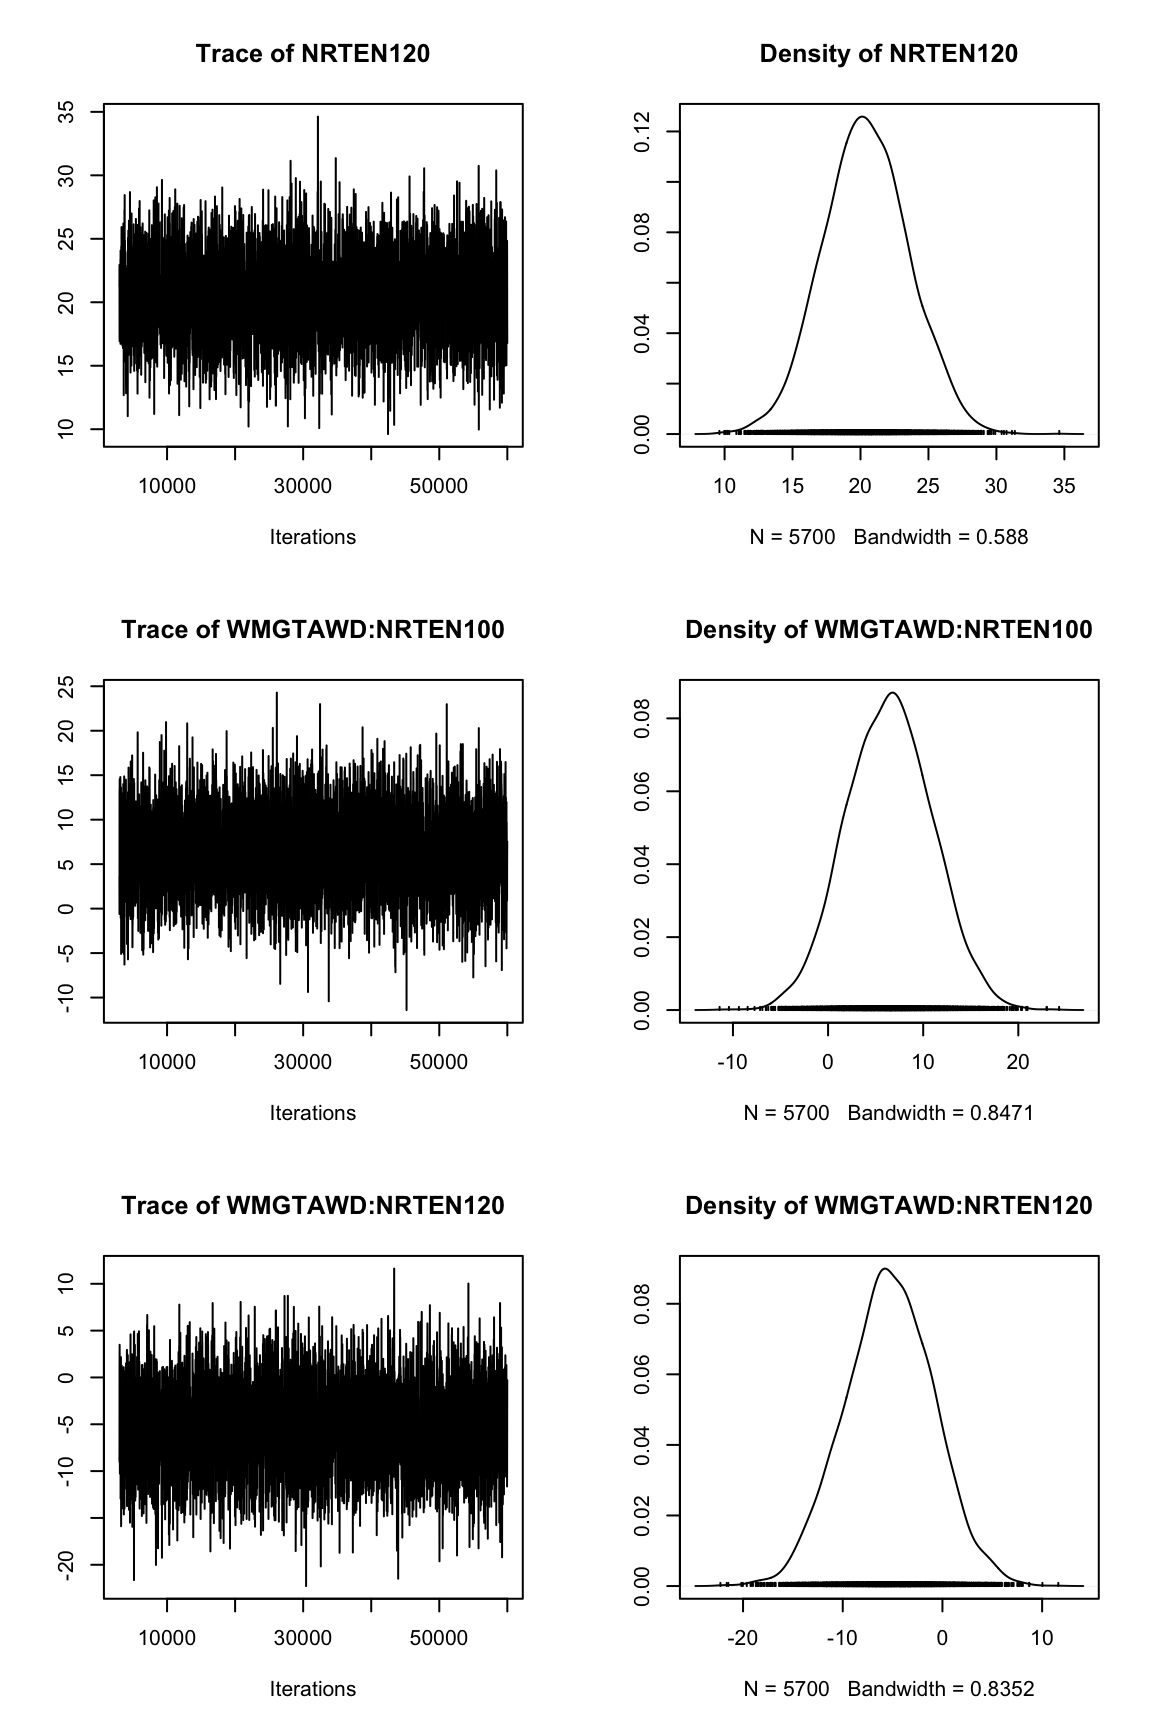 Trace of NRTEN120
35
30
25
20
15
10
10000 30000 50000
Iterations
Density of NRTEN120
0.12
0.08
0.04
0.00
10 15 20 25 30 35
N = 5700 Bandwidth = 0.588
Trace of WMGTAWD:NRTEN100
25
20
15
10
5
0
-5
-10
10000 30000 50000
Iterations
Density of WMGTAWD:NRTEN100
0.08
0.06
0.04
0.02
0.00
-10 0 10 20
N = 5700 Bandwidth = 0.8471
Trace of WMGTAWD:NRTEN120
10
5
0
-5
-10
-20
10000 30000 50000
Iterations
Density of WMGTAWD:NRTEN120
0.08
0.06
0.04
0.02
0.00
-20 -10 0 10
N = 5700 Bandwidth = 0.8352